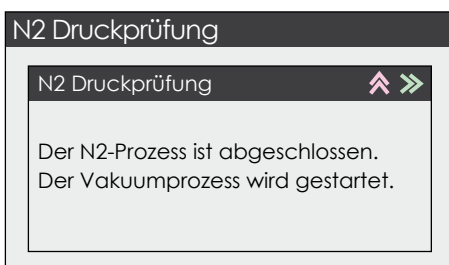 N2 Druckprüfung
N2 Druckprüfung
Der N2-Prozess ist abgeschlossen.
Der Vakuumprozess wird gestartet.